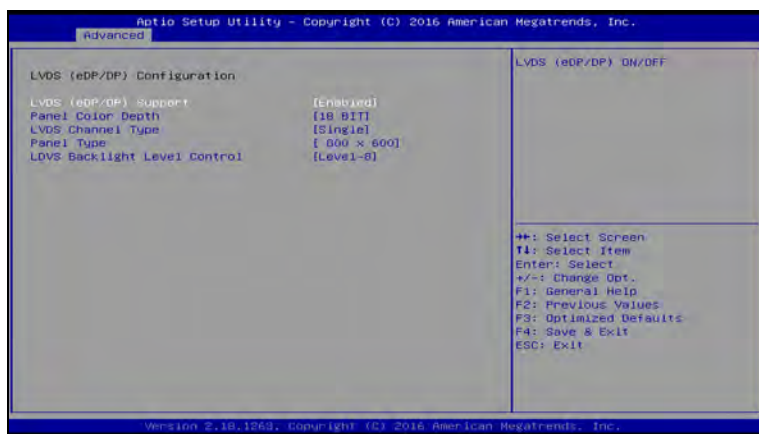 Aptio Setup Utility - Copyright (C) 2016 American Megatrends, Inc.
Advanced
LVDS (eDP/DP) Configuration
LVDS (eDP/DP) Support [Enabled]
Panel Color Depth [18 BIT]
LVDS Channel Type [Single]
Panel Type [ 800 x 600]
LDVS Backlight Level Control [Level-8]
LVDS (eDP/DP) ON/OFF
→←: Select Screen
↑↓: Select Item
Enter: Select
+/-: Change Opt.
F1: General Help
F2: Previous Values
F3: Optimized Defaults
F4: Save & Exit
ESC: Exit
Version 2.18.1263. Copyright (C) 2016 American Megatrends, Inc.